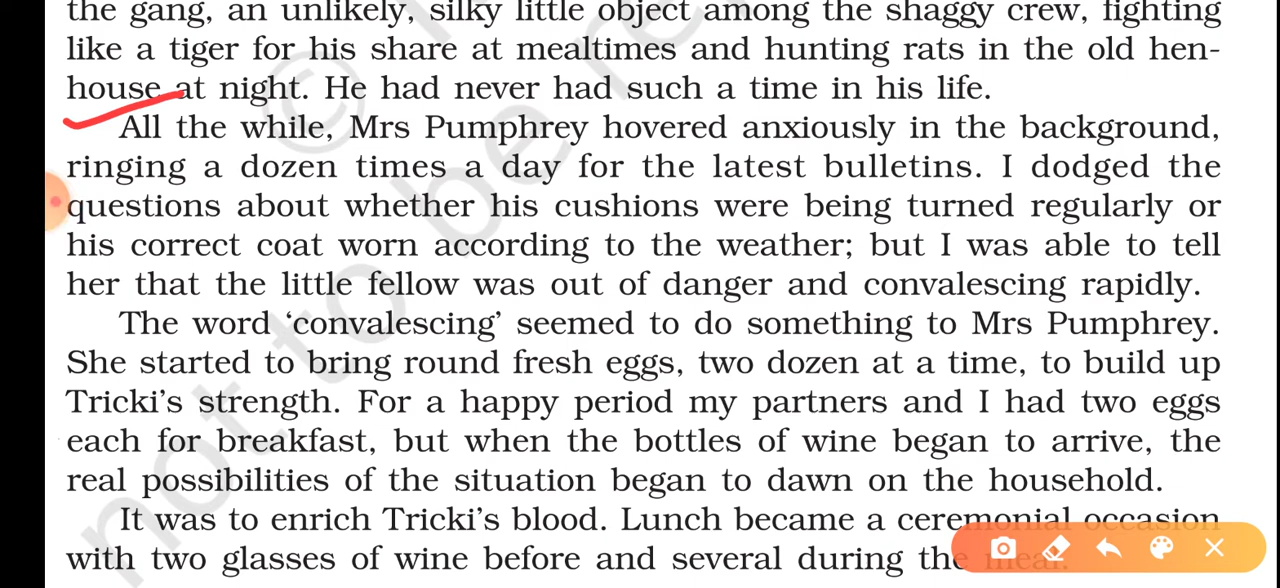 the gang, an unlikely, silky little object among the shaggy crew, fighting
like a tiger for his share at mealtimes and hunting rats in the old hen-
house at night. He had never had such a time in his life.
All the while, Mrs Pumphrey hovered anxiously in the background,
ringing a dozen times a day for the latest bulletins. I dodged the
questions about whether his cushions were being turned regularly or
his correct coat worn according to the weather; but I was able to tell
her that the little fellow was out of danger and convalescing rapidly.
The word ‘convalescing’ seemed to do something to Mrs Pumphrey.
She started to bring round fresh eggs, two dozen at a time, to build up
Tricki’s strength. For a happy period my partners and I had two eggs
each for breakfast, but when the bottles of wine began to arrive, the
real possibilities of the situation began to dawn on the household.
It was to enrich Tricki’s blood. Lunch became a ceremonial occasion
with two glasses of wine before and several during the meal.
not to be re